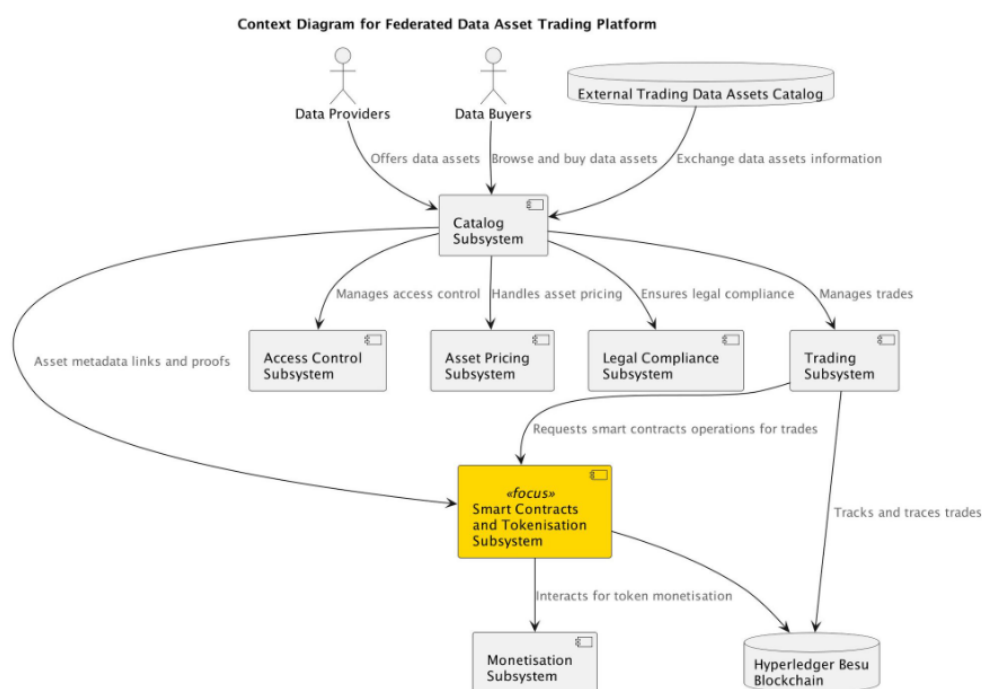 Context Diagram for Federated Data Asset Trading Platform
Data Providers
Data Buyers
External Trading Data Assets Catalog
Offers data assets
Browse and buy data assets
Exchange data assets information
Catalog
Subsystem
Manages access control
Handles asset pricing
Ensures legal compliance
Manages trades
Asset metadata links and proofs
Access Control
Subsystem
Asset Pricing
Subsystem
Legal Compliance
Subsystem
Trading
Subsystem
Requests smart contracts operations for trades
«focus»
Smart Contracts
and Tokenisation
Subsystem
Tracks and traces trades
Interacts for token monetisation
Monetisation
Subsystem
Hyperledger Besu
Blockchain